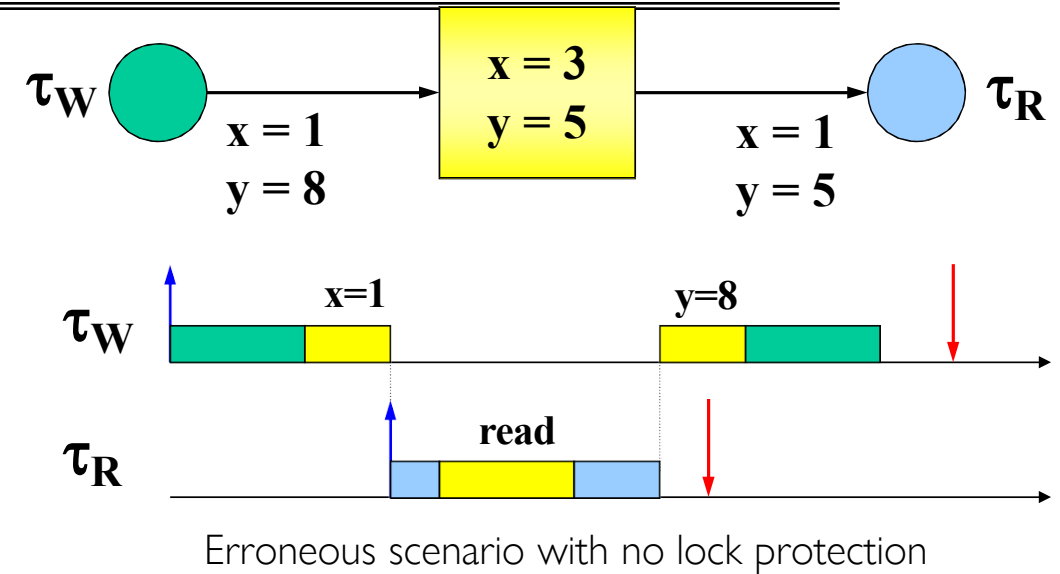 τW
x = 1
y = 8
x = 3
y = 5
x = 1
y = 5
τR
τW
x=1
y=8
τR
read
Erroneous scenario with no lock protection